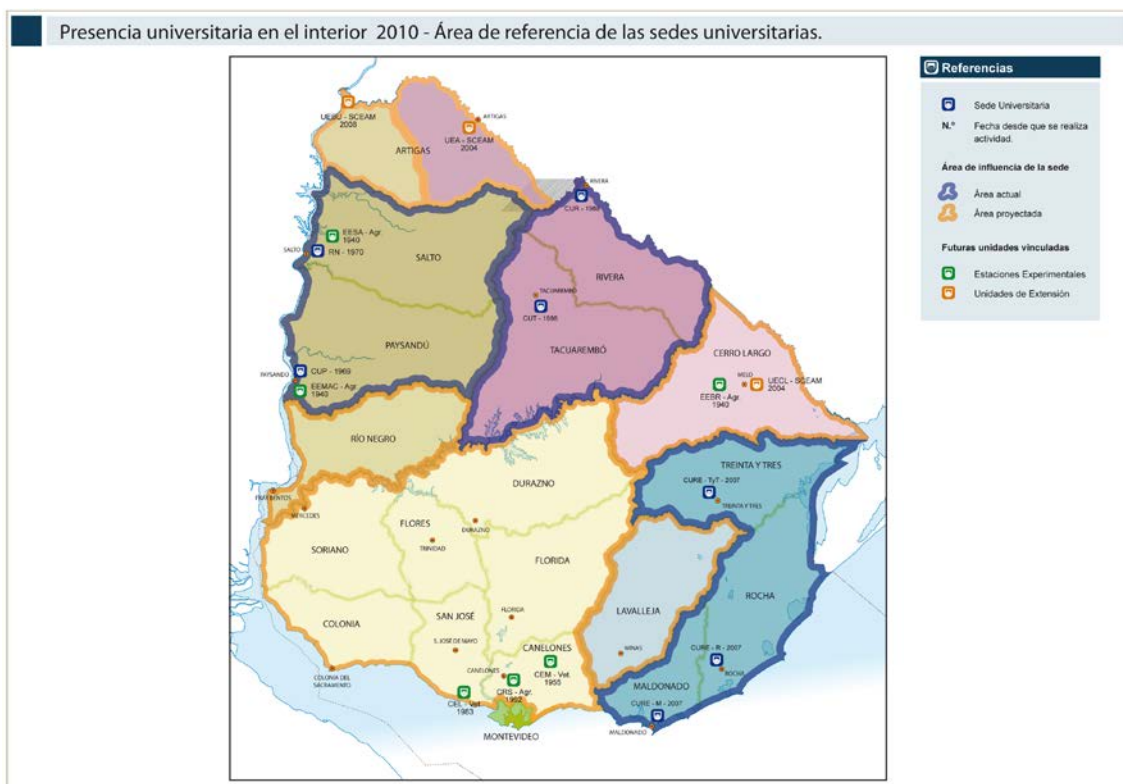 Presencia universitaria en el interior 2010 - Área de referencia de las sedes universitarias.
Referencias
Sede Universitaria
N.º Fecha desde que se realiza
actividad.
Área de influencia de la sede
Área actual
Área proyectada
Futuras unidades vinculadas
Estaciones Experimentales
Unidades de Extensión
UEBU - SCEAM
2008
ARTIGAS
UEA - SCEAM
2004
ARTIGAS
RIVERA
CUR - 1989
EESA - Agr
1940
SALTO
RN - 1970
SALTO
RIVERA
TACUAREMBÓ
CUT -
TACUAREMBÓ
PAYSANDÚ
CUP - 1969
PAYSANDÚ
EEMAC - Agr.
1940
CERRO LARGO
MELO
UECL - SCEAM
2004
EEBR - Agr.
1940
RÍO NEGRO
TREINTA Y TRES
CURE - TyT - 2007
TREINTA Y TRES
DURAZNO
FRAY BENTOS
MERCEDES
FLORES
DURAZNO
TRINIDAD
SORIANO
FLORIDA
ROCHA
LAVALLEJA
COLONIA
SAN JOSÉ
FLORIDA
S. JOSÉ DE MAYO
CANELONES
MINAS
CURE - R - 2007
ROCHA
CANELONES
CEM - Vet.
1955
COLONIA DEL
SACRAMENTO
CRS - Agr.
1952
CEL - Vet.
1963
MALDONADO
CURE - M - 2007
MALDONADO
MONTEVIDEO